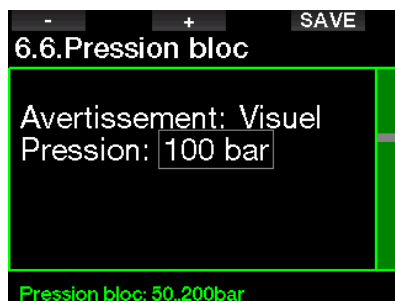 - + SAVE
6.6.Pression bloc
Avertissement: Visuel
Pression: 100 bar
Pression bloc: 50..200bar